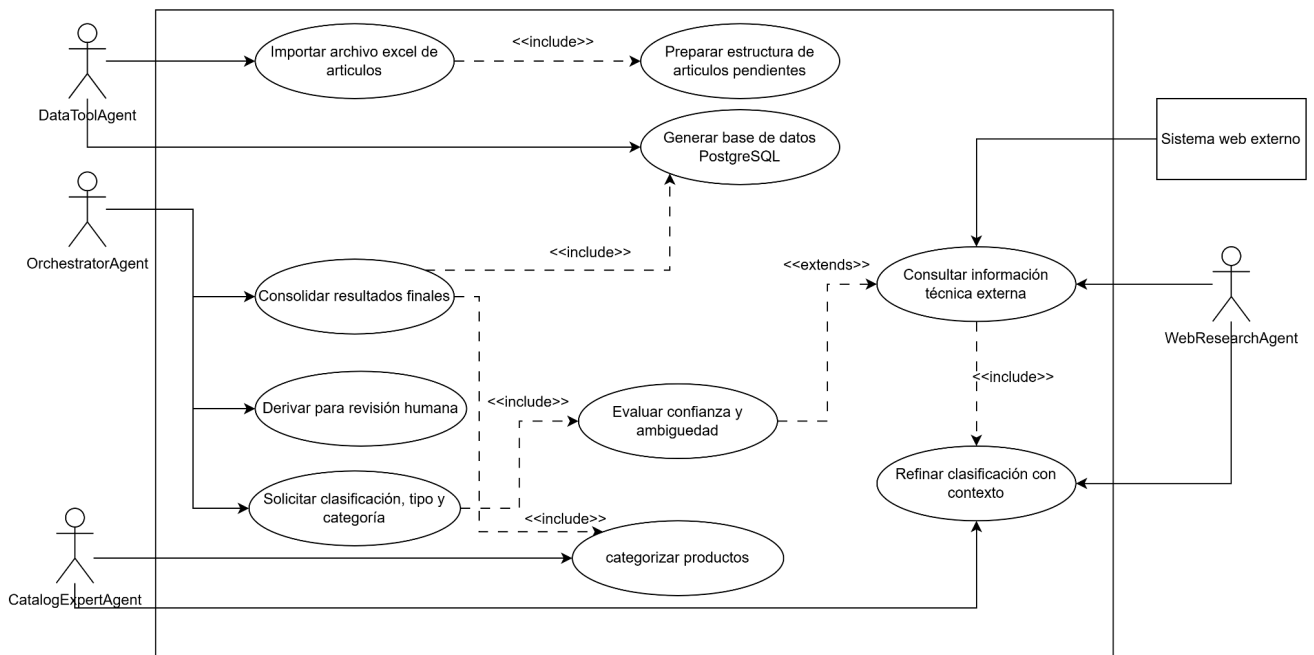 Importar archivo excel de
articulos
<<include>>
Preparar estructura de
articulos pendientes
DataToolAgent
Generar base de datos
PostgreSQL
Sistema web externo
OrchestratorAgent
<<include>>
<<extends>>
Consolidar resultados finales
Consultar información
técnica externa
WebResearchAgent
<<include>>
<<include>>
Derivar para revisión humana
Evaluar confianza y
ambiguedad
Refinar clasificación con
contexto
Solicitar clasificación, tipo y
categoría
<<include>>
categorizar productos
CatalogExpertAgent